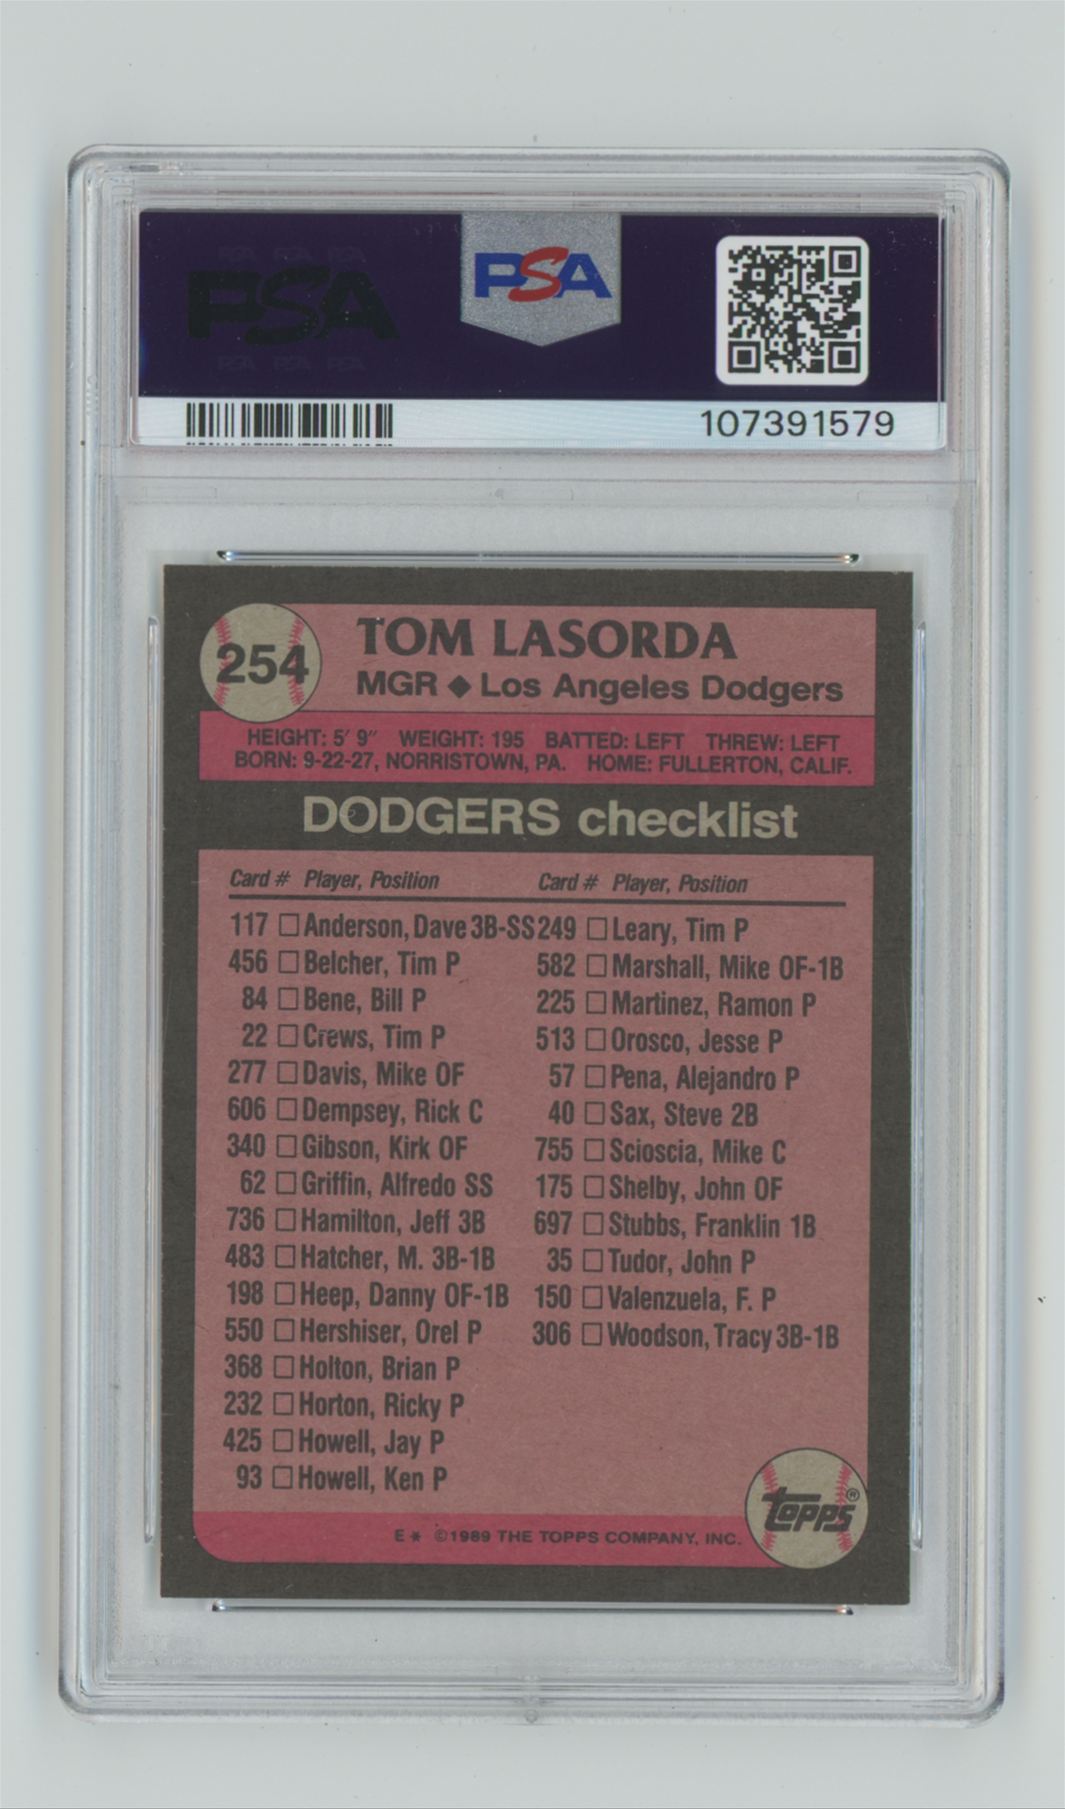 PSA PSA PSA
PSA
PSA PSA PSA
PSA
107391579
254
TOM LASORDA
MGR ◆ Los Angeles Dodgers
HEIGHT: 5' 9" WEIGHT: 195 BATTED: LEFT THREW: LEFT
BORN: 9-22-27, NORRISTOWN, PA. HOME: FULLERTON, CALIF.
DODGERS checklist
Card # Player, Position Card # Player, Position
117 □ Anderson, Dave 3B-SS 249 □ Leary, Tim P
456 □ Belcher, Tim P 582 □ Marshall, Mike OF-1B
84 □ Bene, Bill P 225 □ Martinez, Ramon P
22 □ Crews, Tim P 513 □ Orosco, Jesse P
277 □ Davis, Mike OF 57 □ Pena, Alejandro P
606 □ Dempsey, Rick C 40 □ Sax, Steve 2B
340 □ Gibson, Kirk OF 755 □ Scioscia, Mike C
62 □ Griffin, Alfredo SS 175 □ Shelby, John OF
736 □ Hamilton, Jeff 3B 697 □ Stubbs, Franklin 1B
483 □ Hatcher, M. 3B-1B 35 □ Tudor, John P
198 □ Heep, Danny OF-1B 150 □ Valenzuela, F. P
550 □ Hershiser, Orel P 306 □ Woodson, Tracy 3B-1B
368 □ Holton, Brian P
232 □ Horton, Ricky P
425 □ Howell, Jay P
93 □ Howell, Ken P
topps®
E * ©1989 THE TOPPS COMPANY, INC.